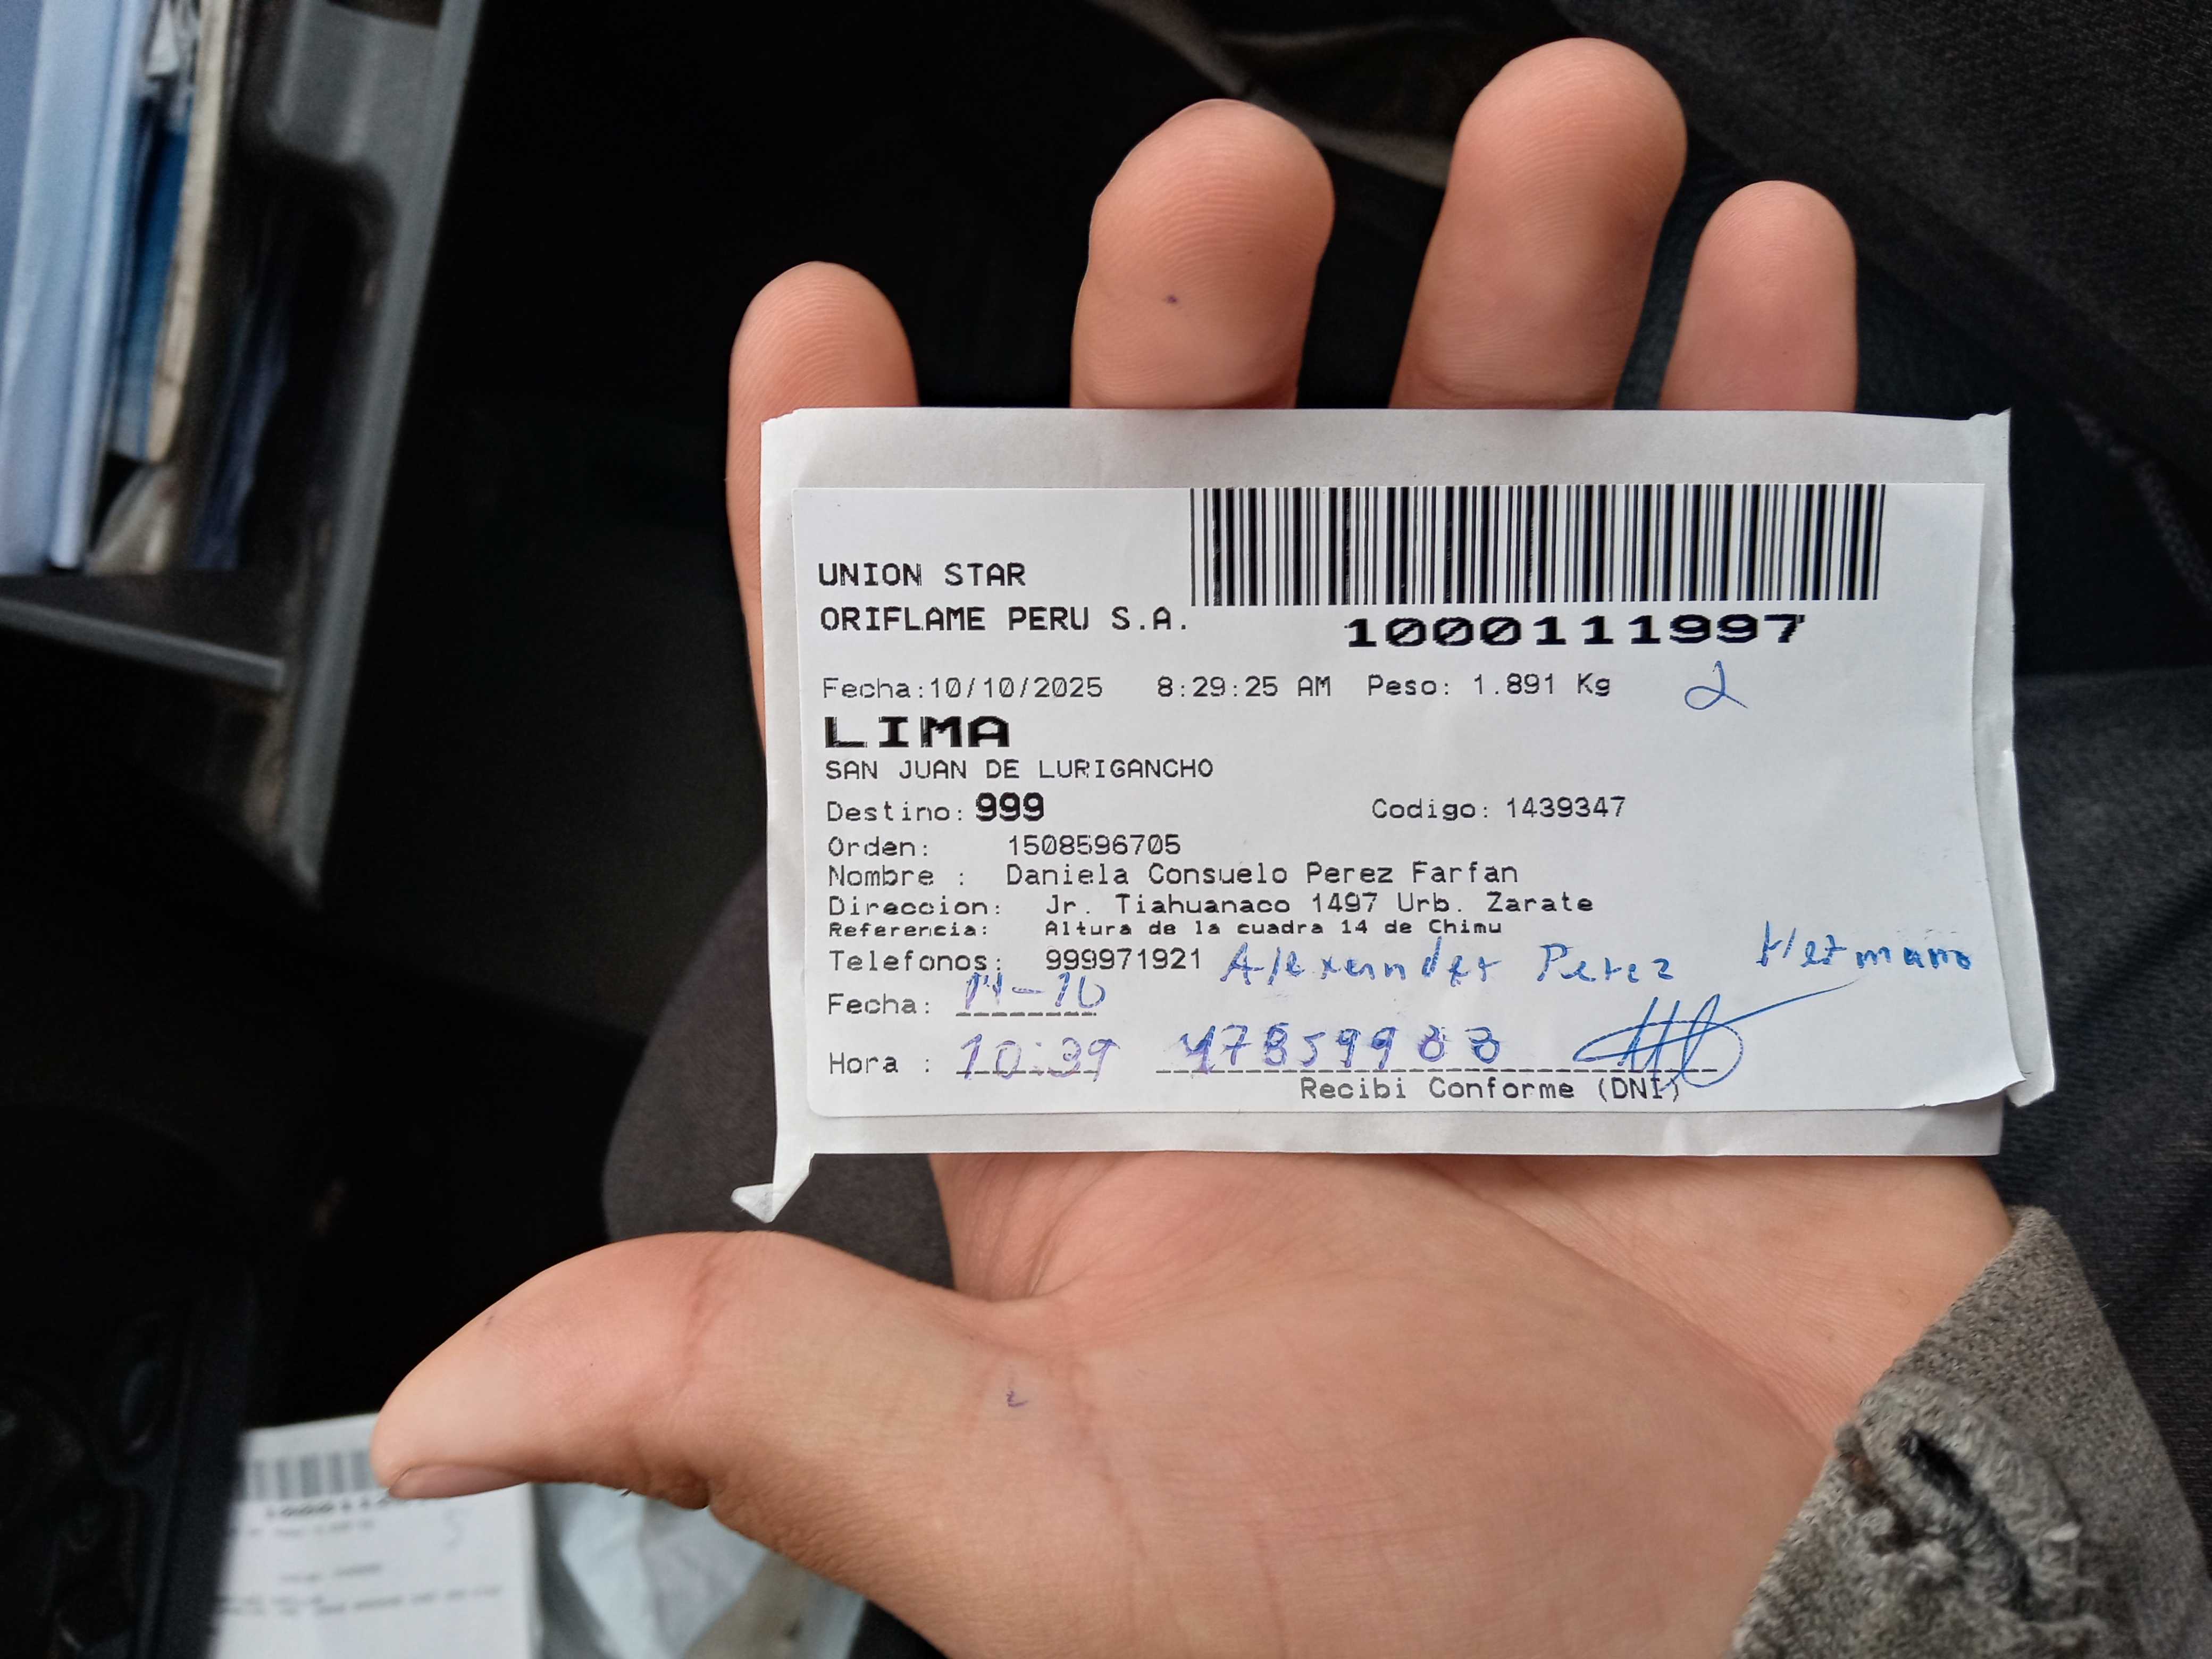 UNION STAR
ORIFLAME PERU S.A.
1000111997
Fecha:10/10/2025 8:29:25 AM Peso: 1.891 Kg 2
LIMA
SAN JUAN DE LURIGANCHO
Destino: 999 Codigo: 1439347
Orden: 1508596705
Nombre : Daniela Consuelo Perez Farfan
Direccion: Jr. Tiahuanaco 1497 Urb. Zarate
Referencia: Altura de la cuadra 14 de Chimu
Telefonos: 999971921 Alexander Perez Hermano
Fecha:
Hora : 10:39
Recibi Conforme (DNI)